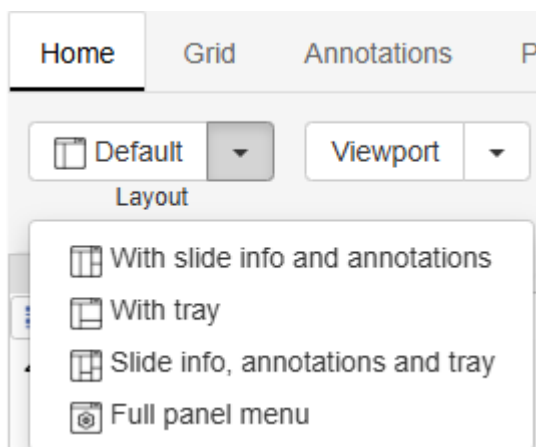 Home Grid Annotations P
Default Viewport
Layout
With slide info and annotations
With tray
Slide info, annotations and tray
Full panel menu